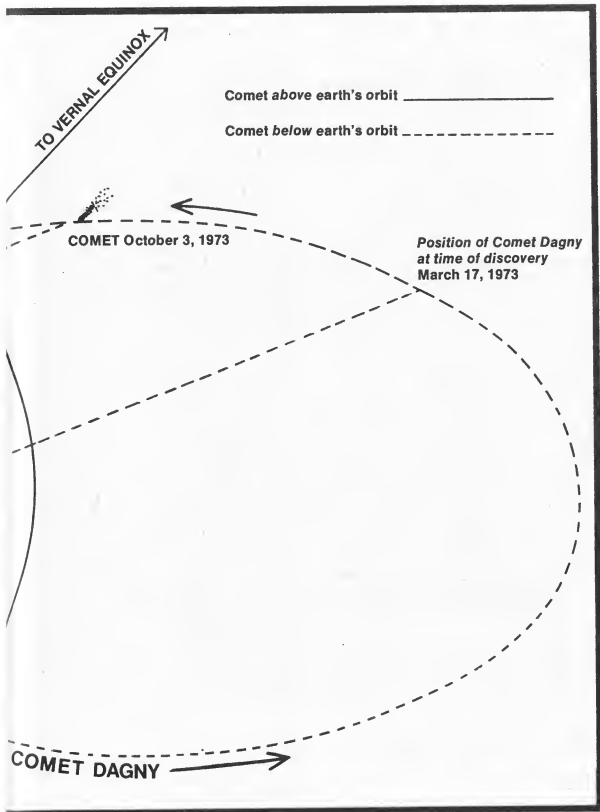 TO VERNAL EQUINOX
Comet above earth's orbit
Comet below earth's orbit
COMET October 3, 1973
Position of Comet Dagny
at time of discovery
March 17, 1973
COMET DAGNY